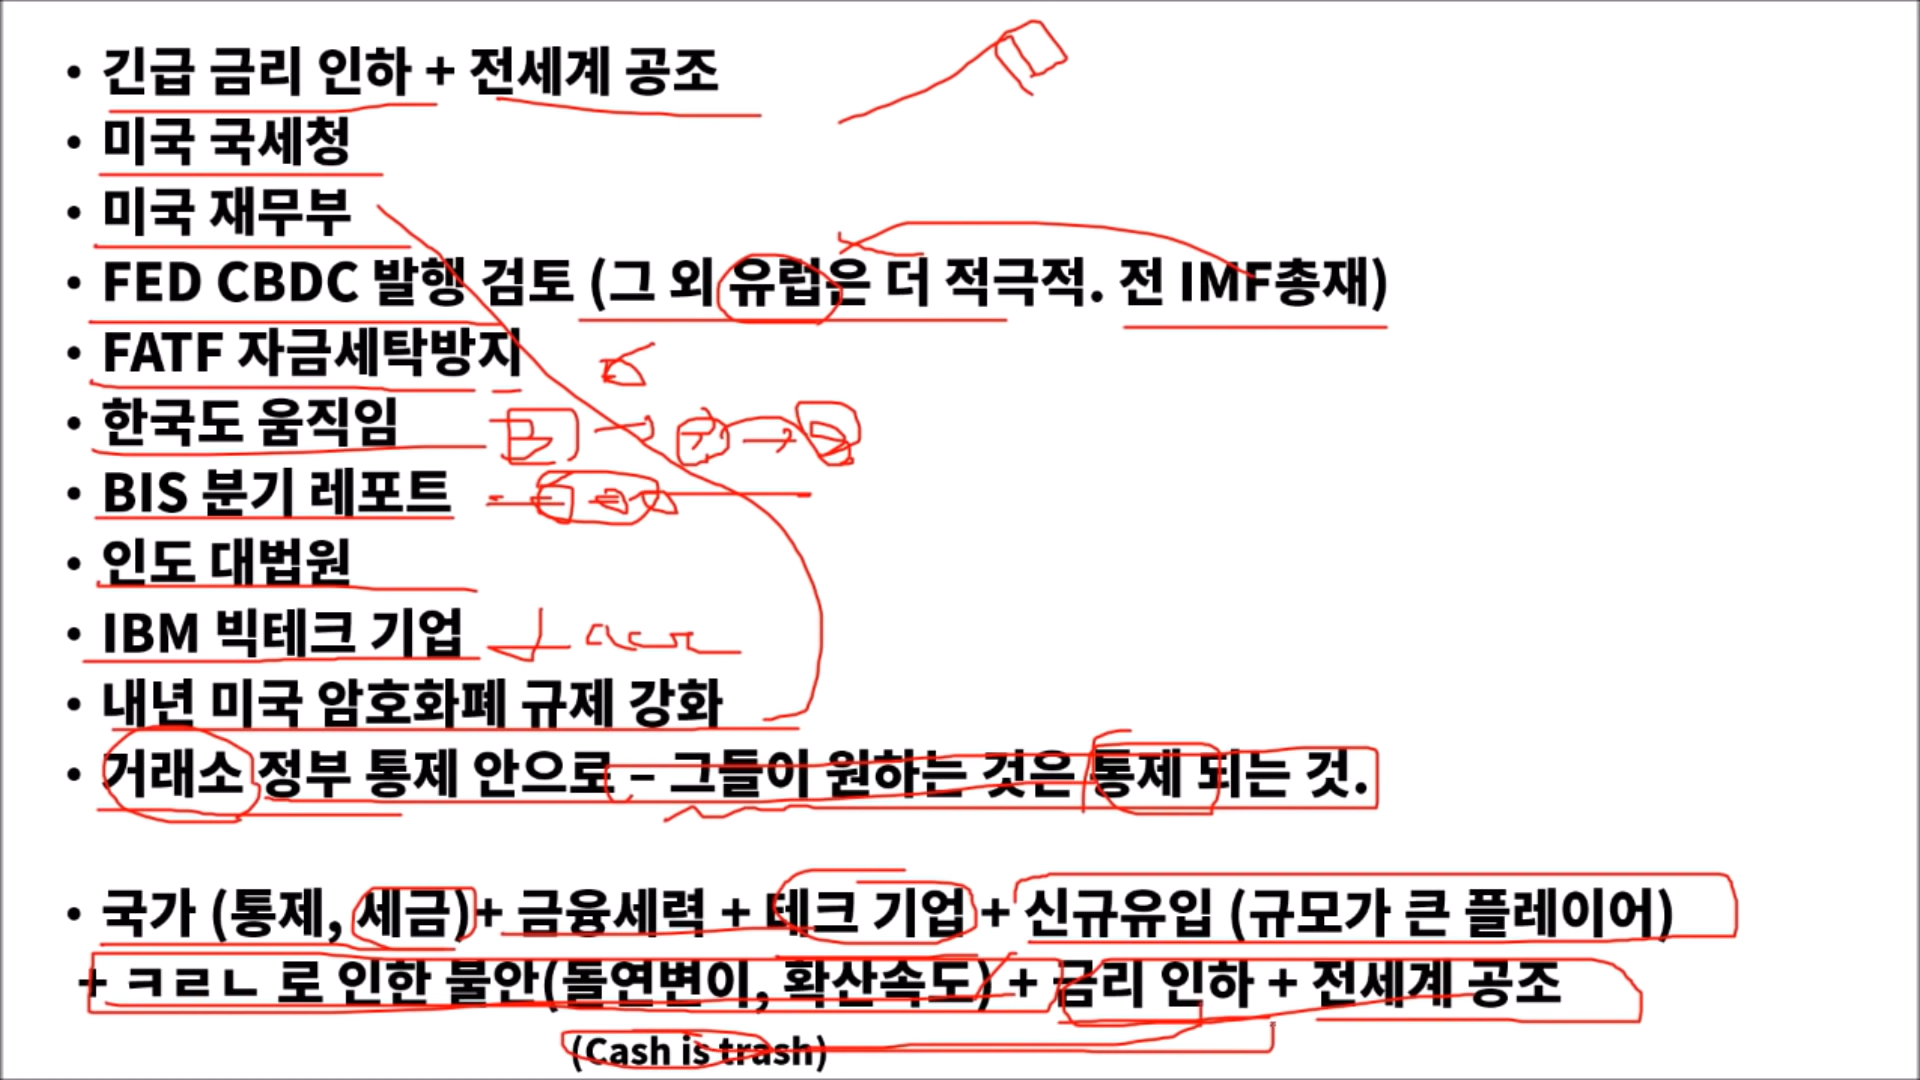 • 긴급 금리 인하 + 전세계 공조
• 미국 국세청
• 미국 재무부
• FED CBDC 발행 검토 (그 외 유럽은 더 적극적. 전 IMF총재)
• FATF 자금세탁방지
• 한국도 움직임
• BIS 분기 레포트
• 인도 대법원
• IBM 빅테크 기업
• 내년 미국 암호화폐 규제 강화
• 거래소 정부 통제 안으로 – 그들이 원하는 것은 통제 되는 것.
• 국가 (통제, 세금)+ 금융세력 + 테크 기업 + 신규유입 (규모가 큰 플레이어)
+ ㅋㄹㄴ 로 인한 불안(돌연변이, 확산속도) + 금리 인하 + 전세계 공조
(Cash is trash)